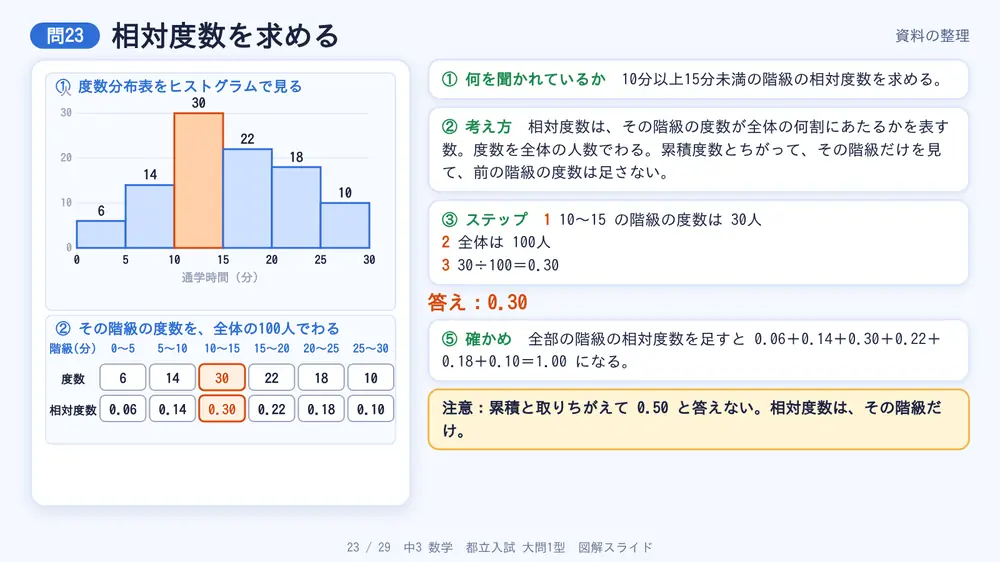 問23 相対度数を求める
資料の整理
① 度数分布表をヒストグラムで見る
30
20
10
0
6
14
30
22
18
10
0 5 10 15 20 25 30
通学時間（分）
② その階級の度数を、全体の100人でわる
階級(分) 0～5 5～10 10～15 15～20 20～25 25～30
度数 6 14 30 22 18 10
相対度数 0.06 0.14 0.30 0.22 0.18 0.10
① 何を聞かれているか 10分以上15分未満の階級の相対度数を求める。
② 考え方 相対度数は、その階級の度数が全体の何割にあたるかを表す
数。度数を全体の人数でわる。累積度数とちがって、その階級だけを見
て、前の階級の度数は足さない。
③ ステップ 1 10～15 の階級の度数は 30人
2 全体は 100人
3 30÷100＝0.30
答え：0.30
⑤ 確かめ 全部の階級の相対度数を足すと 0.06＋0.14＋0.30＋0.22＋
0.18＋0.10＝1.00 になる。
注意：累積と取りちがえて 0.50 と答えない。相対度数は、その階級だ
け。
23 / 29 中3 数学 都立入試 大問1型 図解スライド